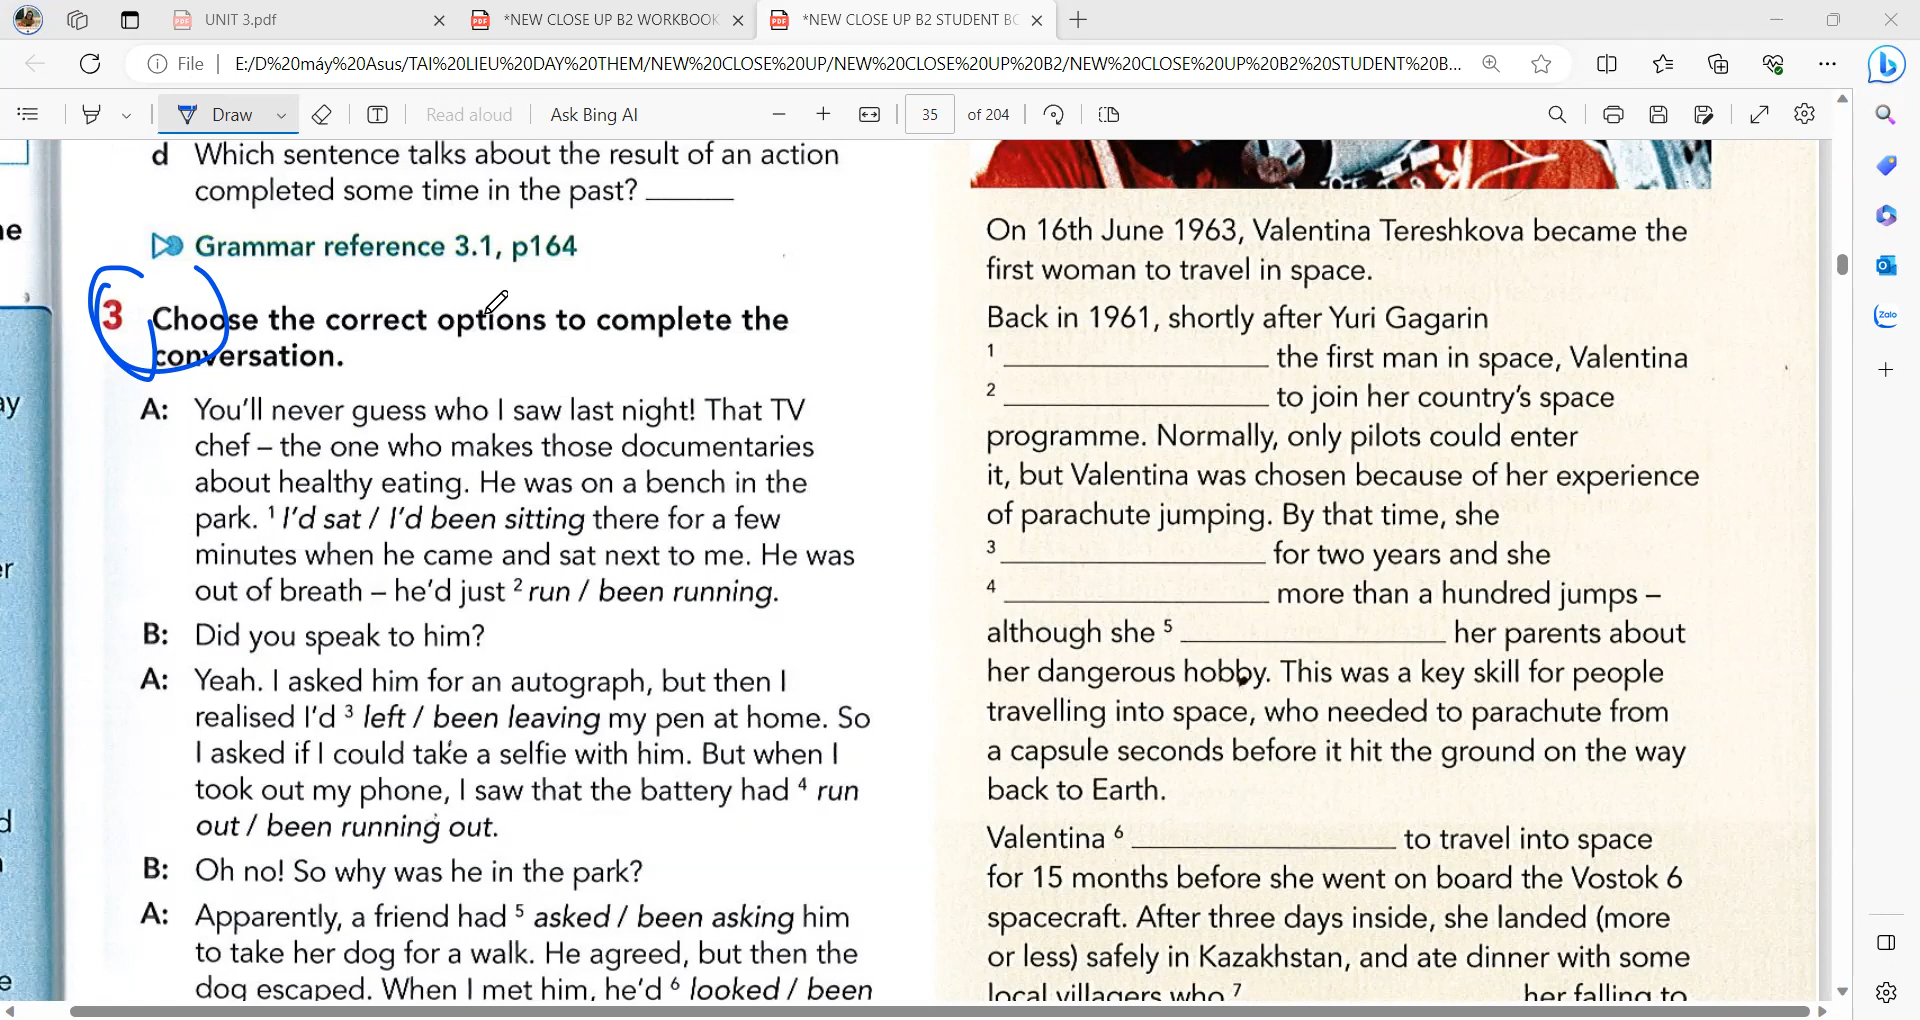 UNIT 3.pdf
*NEW CLOSE UP B2 WORKBOOK
*NEW CLOSE UP B2 STUDENT BO
File
E:/D%20máy%20Asus/TAI%20LIEU%20DAY%20THEM/NEW%20CLOSE%20UP/NEW%20CLOSE%20UP%20B2/NEW%20CLOSE%20UP%20B2%20STUDENT%20B...
Draw
Read aloud
Ask Bing AI
35
of 204
d Which sentence talks about the result of an action
completed some time in the past?
Grammar reference 3.1, p164
3 Choose the correct options to complete the
conversation.
A: You'll never guess who I saw last night! That TV
chef – the one who makes those documentaries
about healthy eating. He was on a bench in the
park. 1 I'd sat / I'd been sitting there for a few
minutes when he came and sat next to me. He was
out of breath – he'd just 2 run / been running.
B: Did you speak to him?
A: Yeah. I asked him for an autograph, but then I
realised I'd 3 left / been leaving my pen at home. So
I asked if I could take a selfie with him. But when I
took out my phone, I saw that the battery had 4 run
out / been running out.
B: Oh no! So why was he in the park?
A: Apparently, a friend had 5 asked / been asking him
to take her dog for a walk. He agreed, but then the
dog escaped. When I met him, he'd 6 looked / been
On 16th June 1963, Valentina Tereshkova became the
first woman to travel in space.
Back in 1961, shortly after Yuri Gagarin
1 ____ the first man in space, Valentina
2 ____ to join her country's space
programme. Normally, only pilots could enter
it, but Valentina was chosen because of her experience
of parachute jumping. By that time, she
3 ____ for two years and she
4 ____ more than a hundred jumps –
although she 5 ____ her parents about
her dangerous hobby. This was a key skill for people
travelling into space, who needed to parachute from
a capsule seconds before it hit the ground on the way
back to Earth.
Valentina 6 ____ to travel into space
for 15 months before she went on board the Vostok 6
spacecraft. After three days inside, she landed (more
or less) safely in Kazakhstan, and ate dinner with some
local villagers who 7 ____ her falling to
Zalo